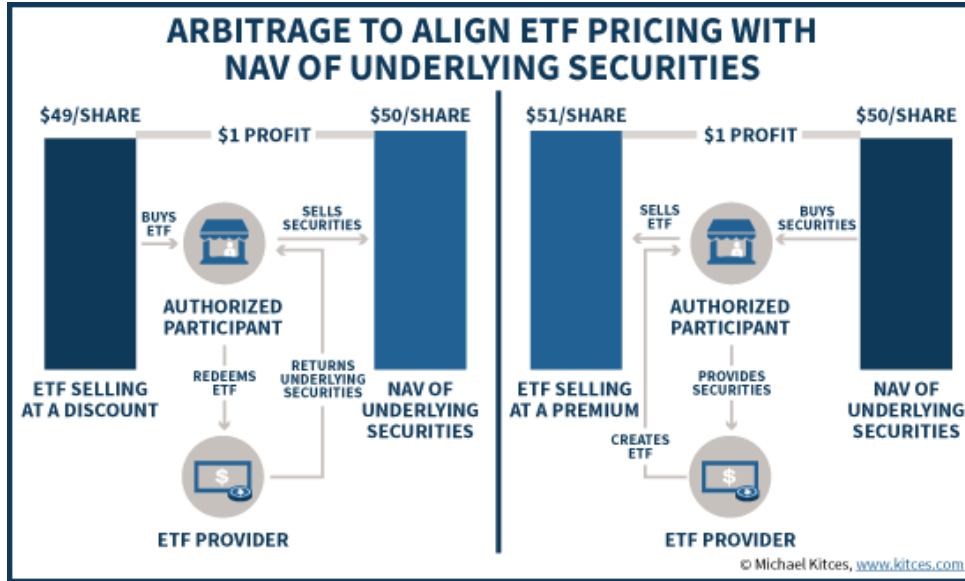 ARBITRAGE TO ALIGN ETF PRICING WITH
NAV OF UNDERLYING SECURITIES
$49/SHARE
$50/SHARE
$1 PROFIT
BUYS
ETF
SELLS
SECURITIES
AUTHORIZED
PARTICIPANT
REDEEMS
ETF
RETURNS
UNDERLYING
SECURITIES
ETF SELLING
AT A DISCOUNT
NAV OF
UNDERLYING
SECURITIES
$
$
ETF PROVIDER
$51/SHARE
$50/SHARE
$1 PROFIT
SELLS
ETF
BUYS
SECURITIES
AUTHORIZED
PARTICIPANT
PROVIDES
SECURITIES
ETF SELLING
AT A PREMIUM
CREATES
ETF
NAV OF
UNDERLYING
SECURITIES
$
$
ETF PROVIDER
© Michael Kitces, www.kitces.com